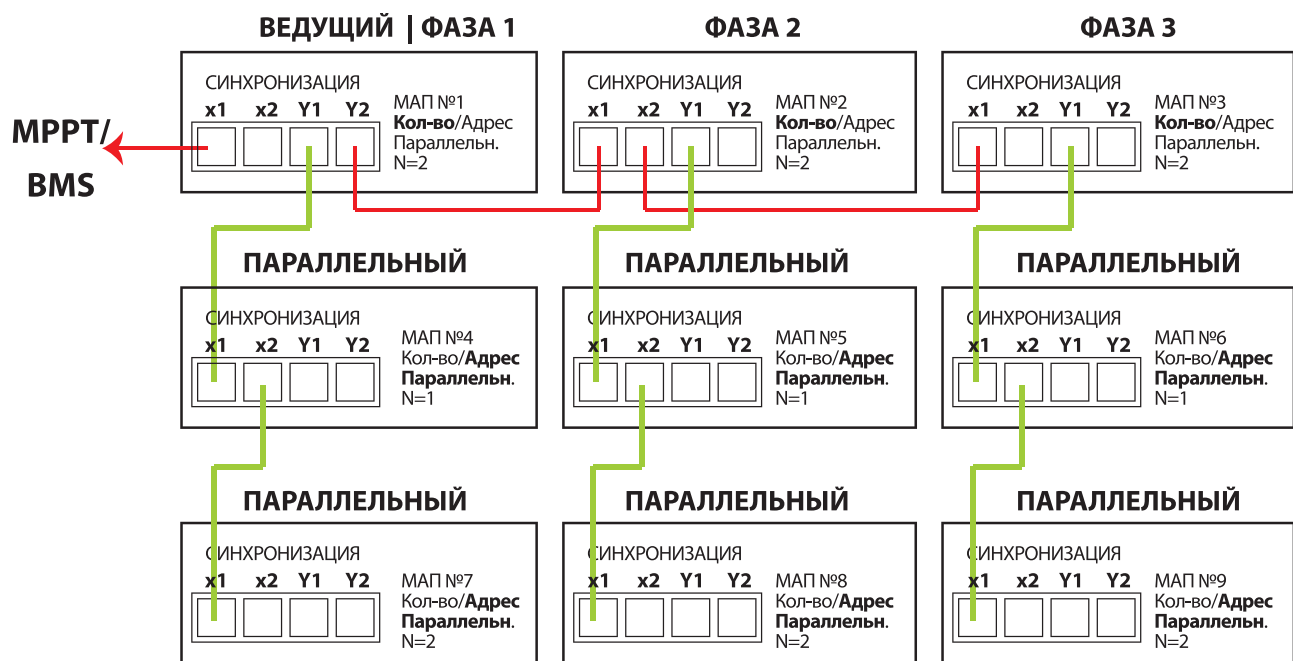 ВЕДУЩИЙ | ФАЗА 1
ФАЗА 2
ФАЗА 3
MPPT/
BMS
СИНХРОНИЗАЦИЯ
x1 x2 Y1 Y2
МАП №1
Кол-во/Адрес
Параллельн.
N=2
СИНХРОНИЗАЦИЯ
x1 x2 Y1 Y2
МАП №2
Кол-во/Адрес
Параллельн.
N=2
СИНХРОНИЗАЦИЯ
x1 x2 Y1 Y2
МАП №3
Кол-во/Адрес
Параллельн.
N=2
ПАРАЛЛЕЛЬНЫЙ
ПАРАЛЛЕЛЬНЫЙ
ПАРАЛЛЕЛЬНЫЙ
СИНХРОНИЗАЦИЯ
x1 x2 Y1 Y2
МАП №4
Кол-во/Адрес
Параллельн.
N=1
СИНХРОНИЗАЦИЯ
x1 x2 Y1 Y2
МАП №5
Кол-во/Адрес
Параллельн.
N=1
СИНХРОНИЗАЦИЯ
x1 x2 Y1 Y2
МАП №6
Кол-во/Адрес
Параллельн.
N=1
ПАРАЛЛЕЛЬНЫЙ
ПАРАЛЛЕЛЬНЫЙ
ПАРАЛЛЕЛЬНЫЙ
СИНХРОНИЗАЦИЯ
x1 x2 Y1 Y2
МАП №7
Кол-во/Адрес
Параллельн.
N=2
СИНХРОНИЗАЦИЯ
x1 x2 Y1 Y2
МАП №8
Кол-во/Адрес
Параллельн.
N=2
СИНХРОНИЗАЦИЯ
x1 x2 Y1 Y2
МАП №9
Кол-во/Адрес
Параллельн.
N=2